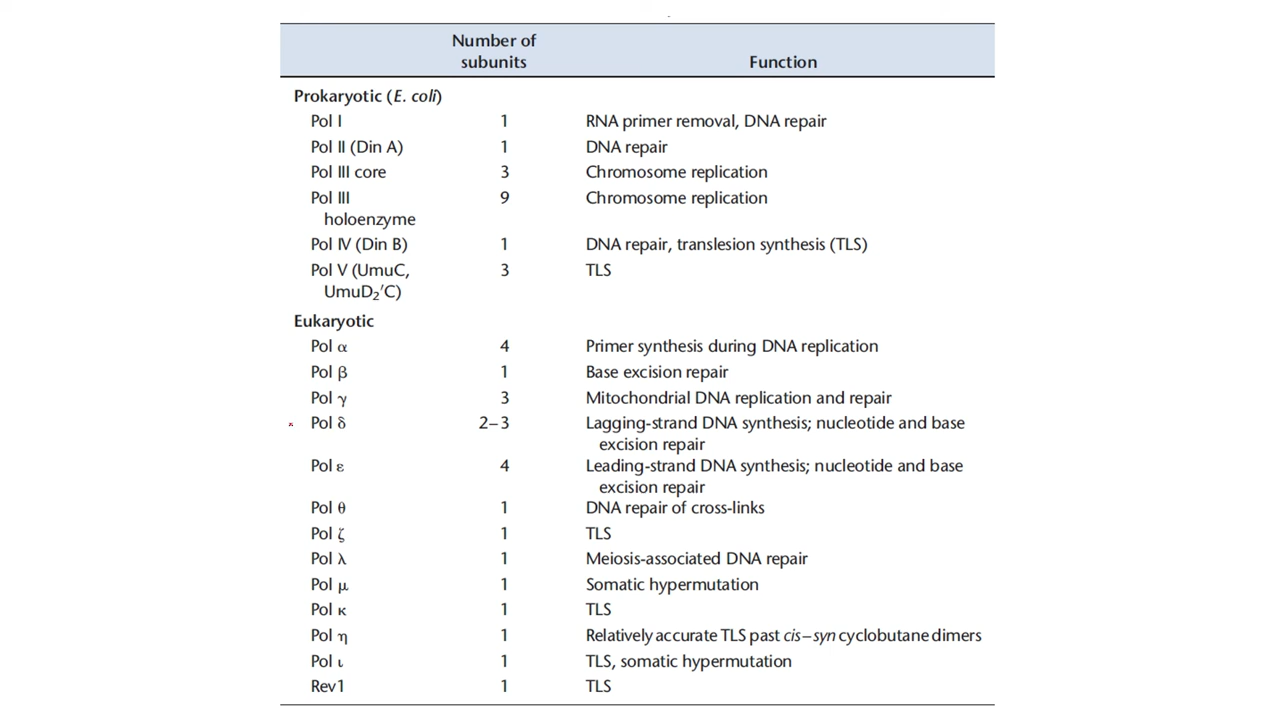 Number of
subunits Function
Prokaryotic (E. coli)
Pol I 1 RNA primer removal, DNA repair
Pol II (Din A) 1 DNA repair
Pol III core 3 Chromosome replication
Pol III 9 Chromosome replication
holoenzyme
Pol IV (Din B) 1 DNA repair, translesion synthesis (TLS)
Pol V (UmuC, 3 TLS
UmuD₂′C)
Eukaryotic
Pol α 4 Primer synthesis during DNA replication
Pol β 1 Base excision repair
Pol γ 3 Mitochondrial DNA replication and repair
Pol δ 2–3 Lagging-strand DNA synthesis; nucleotide and base
excision repair
Pol ε 4 Leading-strand DNA synthesis; nucleotide and base
excision repair
Pol θ 1 DNA repair of cross-links
Pol ζ 1 TLS
Pol λ 1 Meiosis-associated DNA repair
Pol μ 1 Somatic hypermutation
Pol κ 1 TLS
Pol η 1 Relatively accurate TLS past cis–syn cyclobutane dimers
Pol ι 1 TLS, somatic hypermutation
Rev1 1 TLS